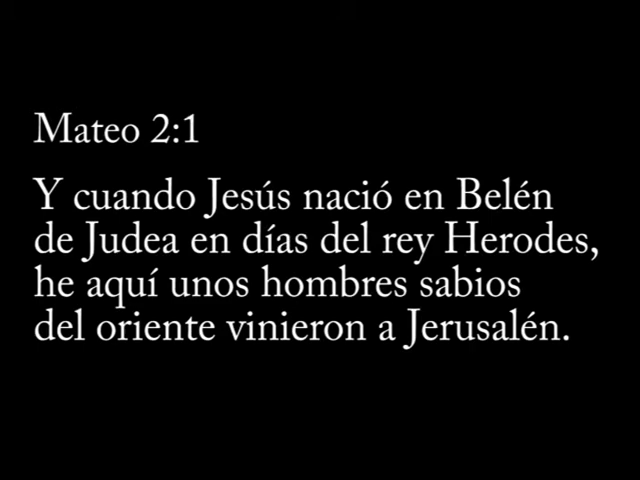 Mateo 2:1
Y cuando Jesús nació en Belén
de Judea en días del rey Herodes,
he aquí unos hombres sabios
del oriente vinieron a Jerusalén.